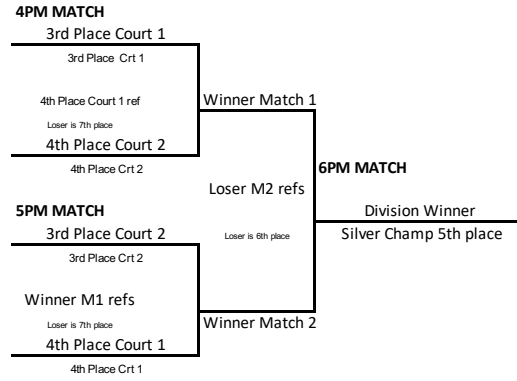 4PM MATCH
3rd Place Court 1
3rd Place Crt 1
4th Place Court 1 ref
Winner Match 1
Loser is 7th place
4th Place Court 2
4th Place Crt 2
6PM MATCH
Loser M2 refs
5PM MATCH
Division Winner
3rd Place Court 2
Loser is 6th place
Silver Champ 5th place
3rd Place Crt 2
Winner M1 refs
Loser is 7th place
Winner Match 2
4th Place Court 1
4th Place Crt 1